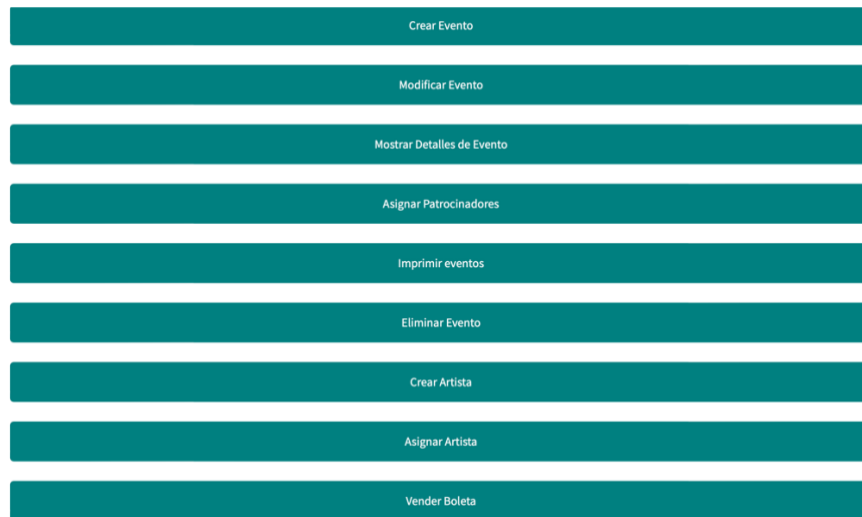 Crear Evento
Modificar Evento
Mostrar Detalles de Evento
Asignar Patrocinadores
Imprimir eventos
Eliminar Evento
Crear Artista
Asignar Artista
Vender Boleta